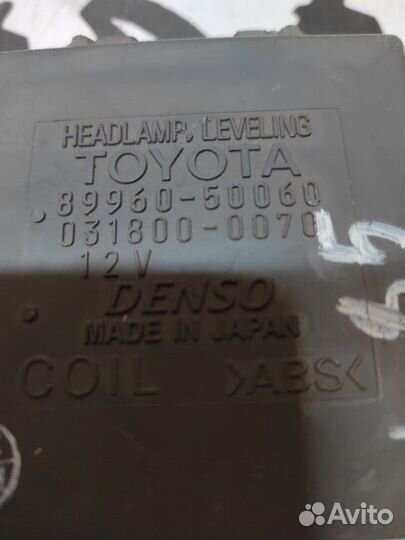 HEADLAMP, LEVELING
TOYOTA
89960-50060
031800-0070
12V
DENSO
MADE IN JAPAN
COIL >ABS<
Avito